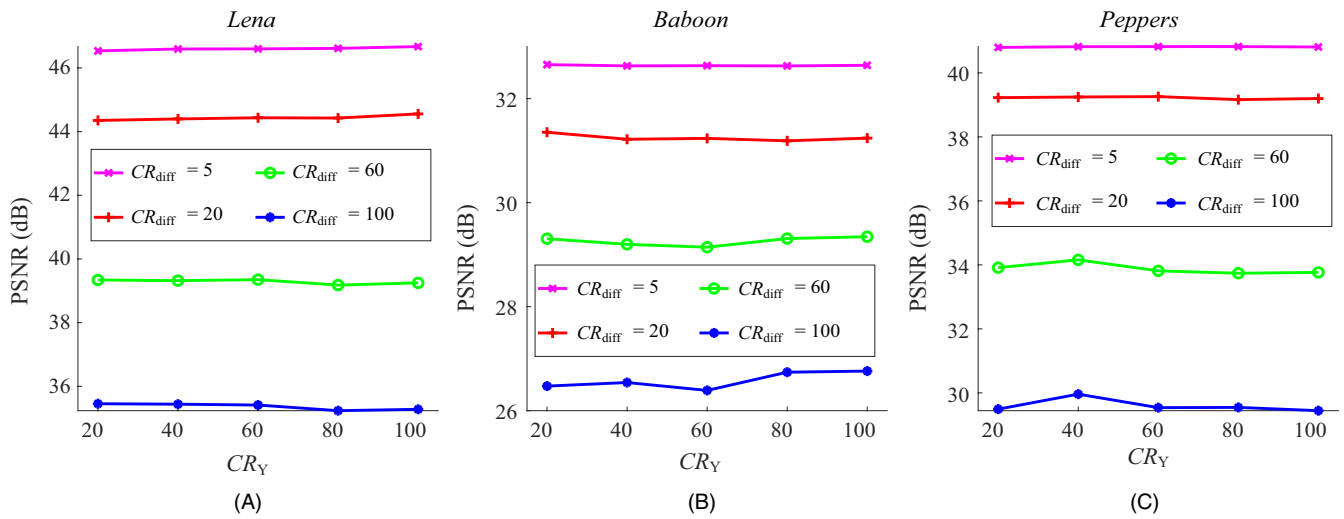 Lena
PSNR (dB)
46
44
42
40
38
36
CRdiff = 5
CRdiff = 60
CRdiff = 20
CRdiff = 100
20
40
60
80
100
CRY
(A)
Baboon
PSNR (dB)
32
30
28
26
CRdiff = 5
CRdiff = 60
CRdiff = 20
CRdiff = 100
20
40
60
80
100
CRY
(B)
Peppers
PSNR (dB)
40
38
36
34
32
30
CRdiff = 5
CRdiff = 60
CRdiff = 20
CRdiff = 100
20
40
60
80
100
CRY
(C)